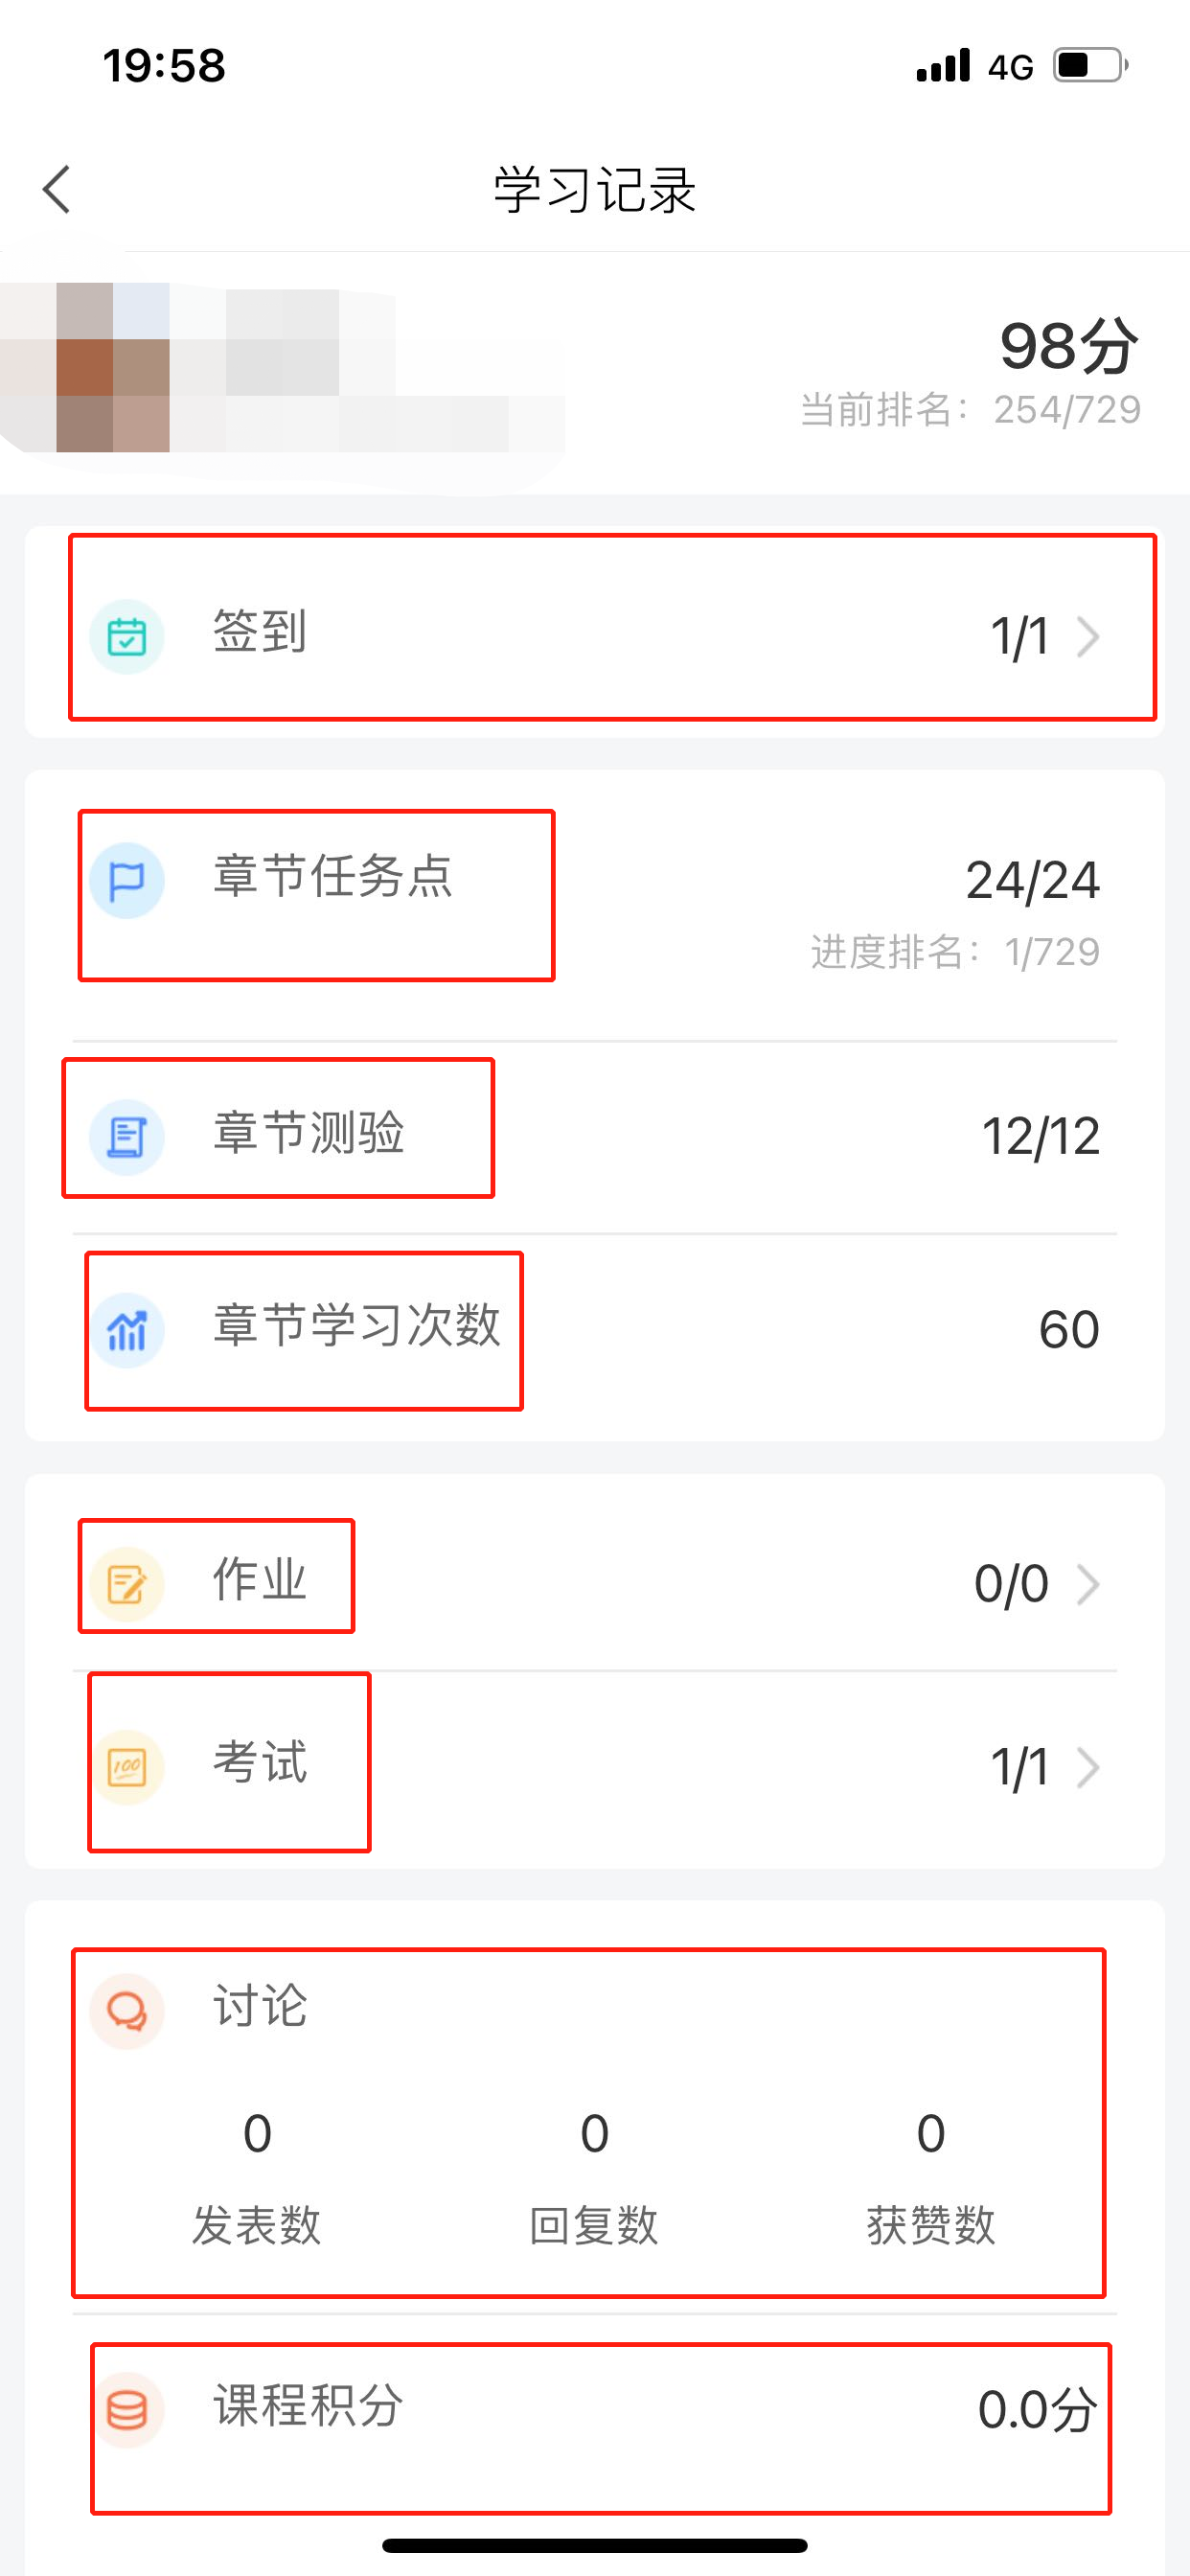 19:58 4G
学习记录
98分
当前排名：254/729
签到 1/1
章节任务点 24/24
进度排名：1/729
章节测验 12/12
章节学习次数 60
作业 0/0
100 考试 1/1
讨论
0 0 0
发表数 回复数 获赞数
课程积分 0.0分